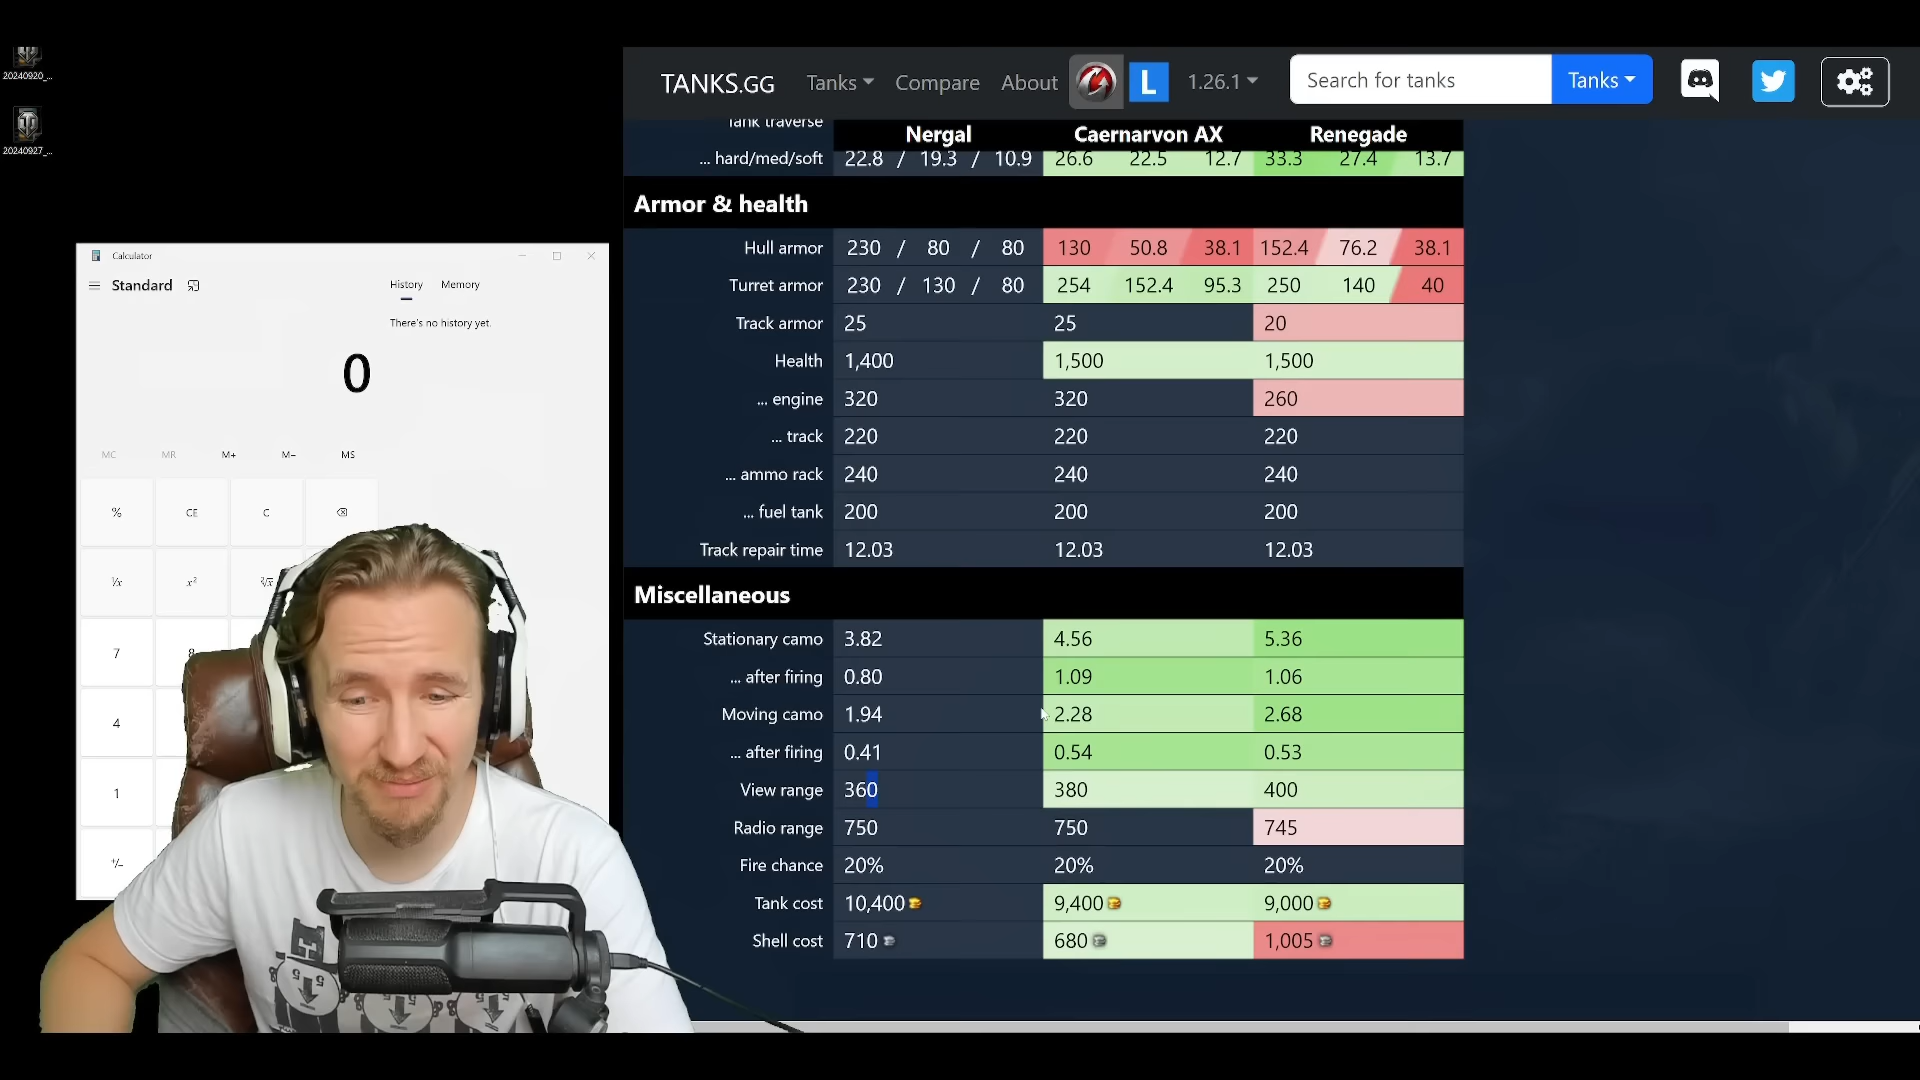 20240920_...
20240927_...
TANKS.GG Tanks Compare About L 1.26.1 Search for tanks Tanks
Tank traverse
Nergal Caernarvon AX Renegade
... hard/med/soft 22.8 / 19.3 / 10.9 26.6 22.5 12.7 33.3 27.4 13.7
Armor & health
Hull armor 230 / 80 / 80 130 50.8 38.1 152.4 76.2 38.1
Turret armor 230 / 130 / 80 254 152.4 95.3 250 140 40
Track armor 25 25 20
Health 1,400 1,500 1,500
... engine 320 320 260
... track 220 220 220
... ammo rack 240 240 240
... fuel tank 200 200 200
Track repair time 12.03 12.03 12.03
Miscellaneous
Stationary camo 3.82 4.56 5.36
... after firing 0.80 1.09 1.06
Moving camo 1.94 2.28 2.68
... after firing 0.41 0.54 0.53
View range 360 380 400
Radio range 750 750 745
Fire chance 20% 20% 20%
Tank cost 10,400 9,400 9,000
Shell cost 710 680 1,005
Calculator
Standard History Memory
There's no history yet.
0
MC MR M+ M− MS
% CE C
¹/x x² ²√x
7 8
4
1
+/−